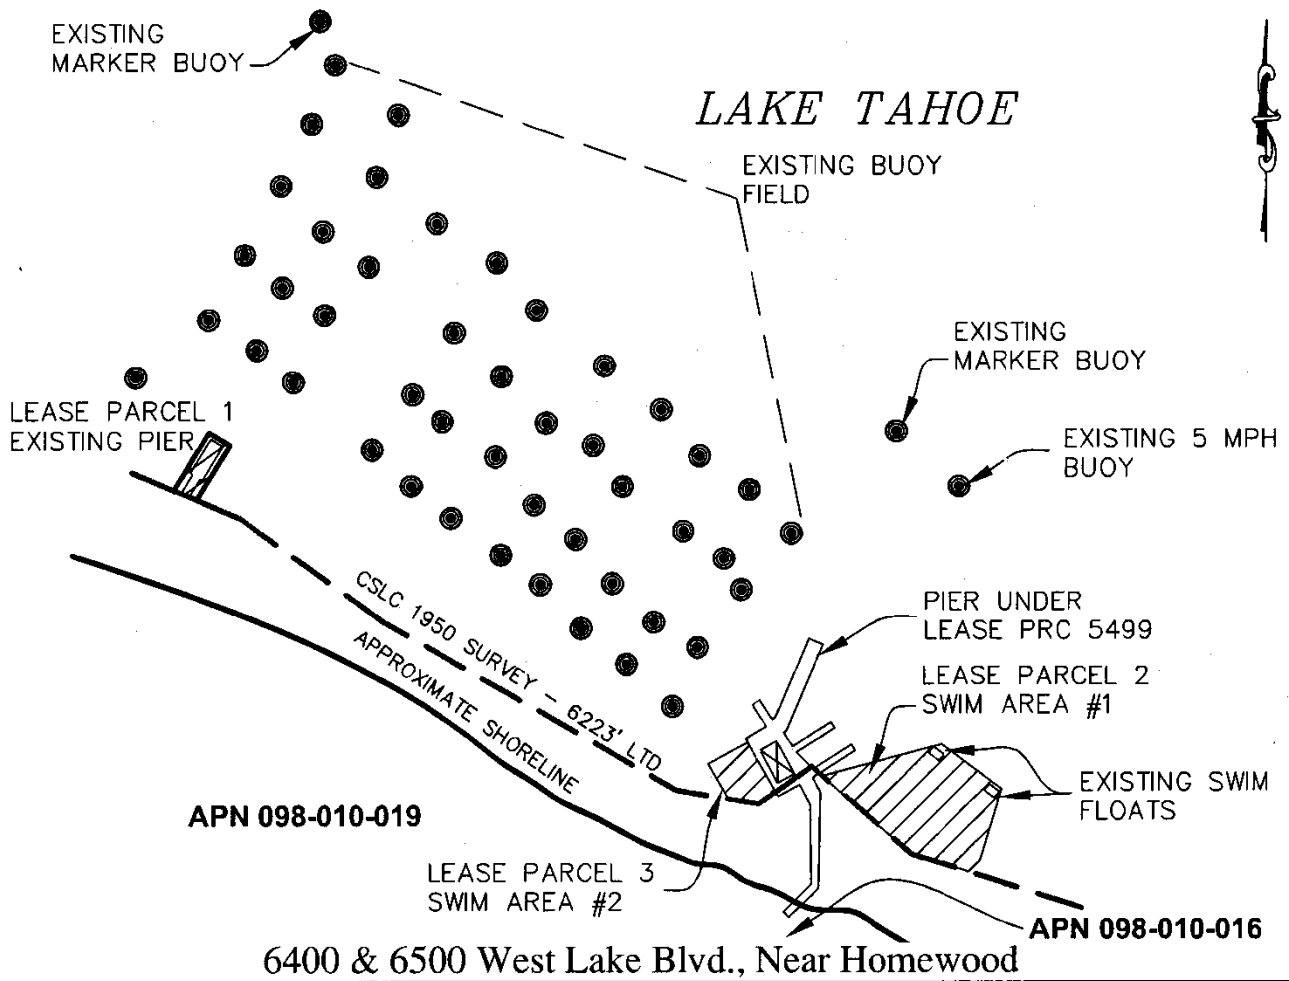 EXISTING
MARKER BUOY
LAKE TAHOE
EXISTING BUOY
FIELD
EXISTING
MARKER BUOY
LEASE PARCEL 1
EXISTING PIER
EXISTING 5 MPH
BUOY
CSLC 1950 SURVEY - 6223' LTD
APPROXIMATE SHORELINE
PIER UNDER
LEASE PRC 5499
LEASE PARCEL 2
SWIM AREA #1
EXISTING SWIM
FLOATS
APN 098-010-019
LEASE PARCEL 3
SWIM AREA #2
APN 098-010-016
6400 & 6500 West Lake Blvd., Near Homewood